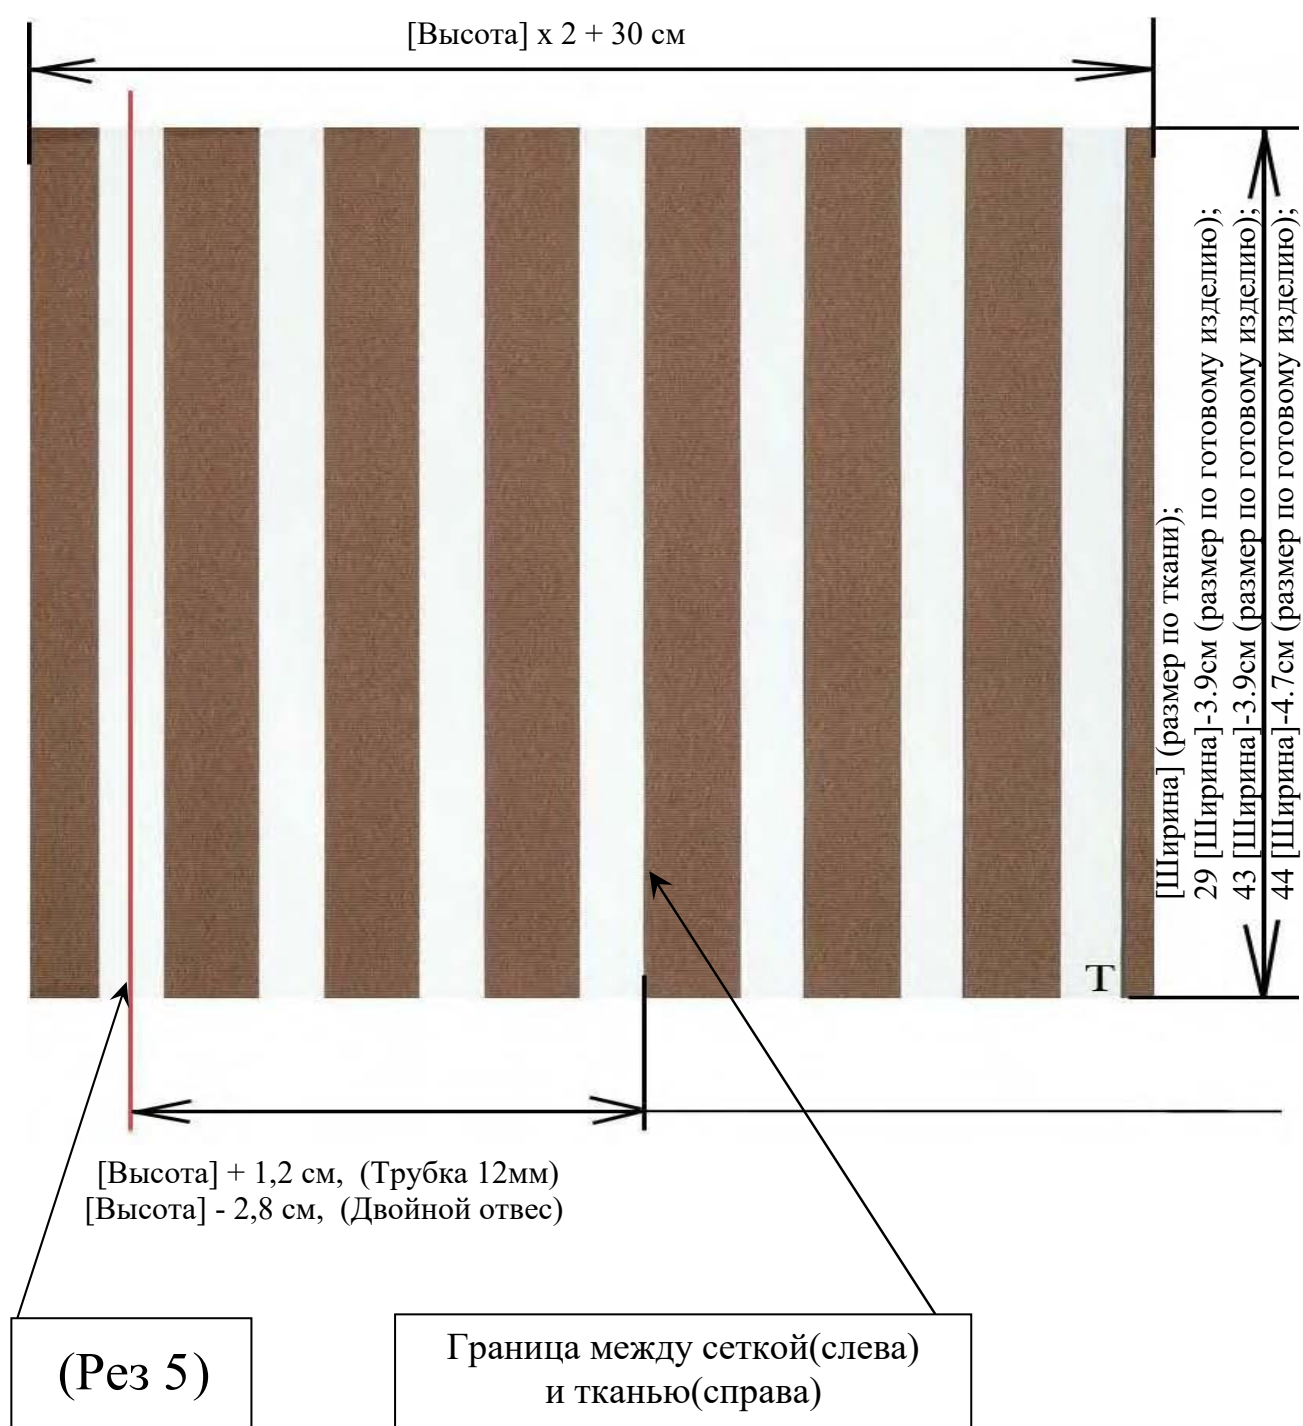 [Высота] х 2 + 30 см
[Ширина] (размер по ткани);
29 [Ширина]-3.9см (размер по готовому изделию);
43 [Ширина]-3.9см (размер по готовому изделию);
44 [Ширина]-4.7см (размер по готовому изделию);
Т
[Высота] + 1,2 см, (Трубка 12мм)
[Высота] - 2,8 см, (Двойной отвес)
(Рез 5)
Граница между сеткой(слева)
и тканью(справа)